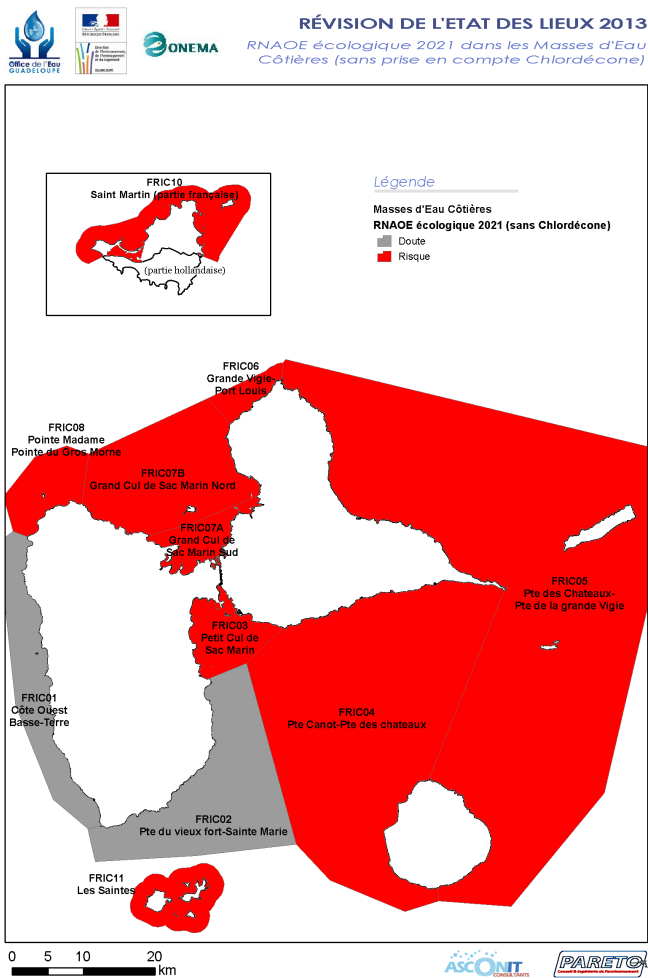 RÉVISION DE L'ETAT DES LIEUX 2013
RNAOE écologique 2021 dans les Masses d'Eau
Côtières (sans prise en compte Chlordécone)
Office de l'Eau
GUADELOUPE
ONEMA
FRIC10
Saint Martin (partie française)
(partie hollandaise)
Légende
Masses d'Eau Côtières
RNAOE écologique 2021 (sans Chlordécone)
Doute
Risque
FRIC06
Grande Vigie-
Port Louis
FRIC08
Pointe Madame
Pointe du Gros Morne
FRIC07B
Grand Cul de Sac Marin Nord
FRIC07A
Grand Cul de
Sac Marin Sud
FRIC05
Pte des Chateaux-
Pte de la grande Vigie
FRIC03
Petit Cul de
Sac Marin
FRIC01
Côte Ouest
Basse-Terre
FRIC04
Pte Canot-Pte des chateaux
FRIC02
Pte du vieux fort-Sainte Marie
FRIC11
Les Saintes
0 5 10 20
km
ASCONIT
CONSULTANTS
PARETO